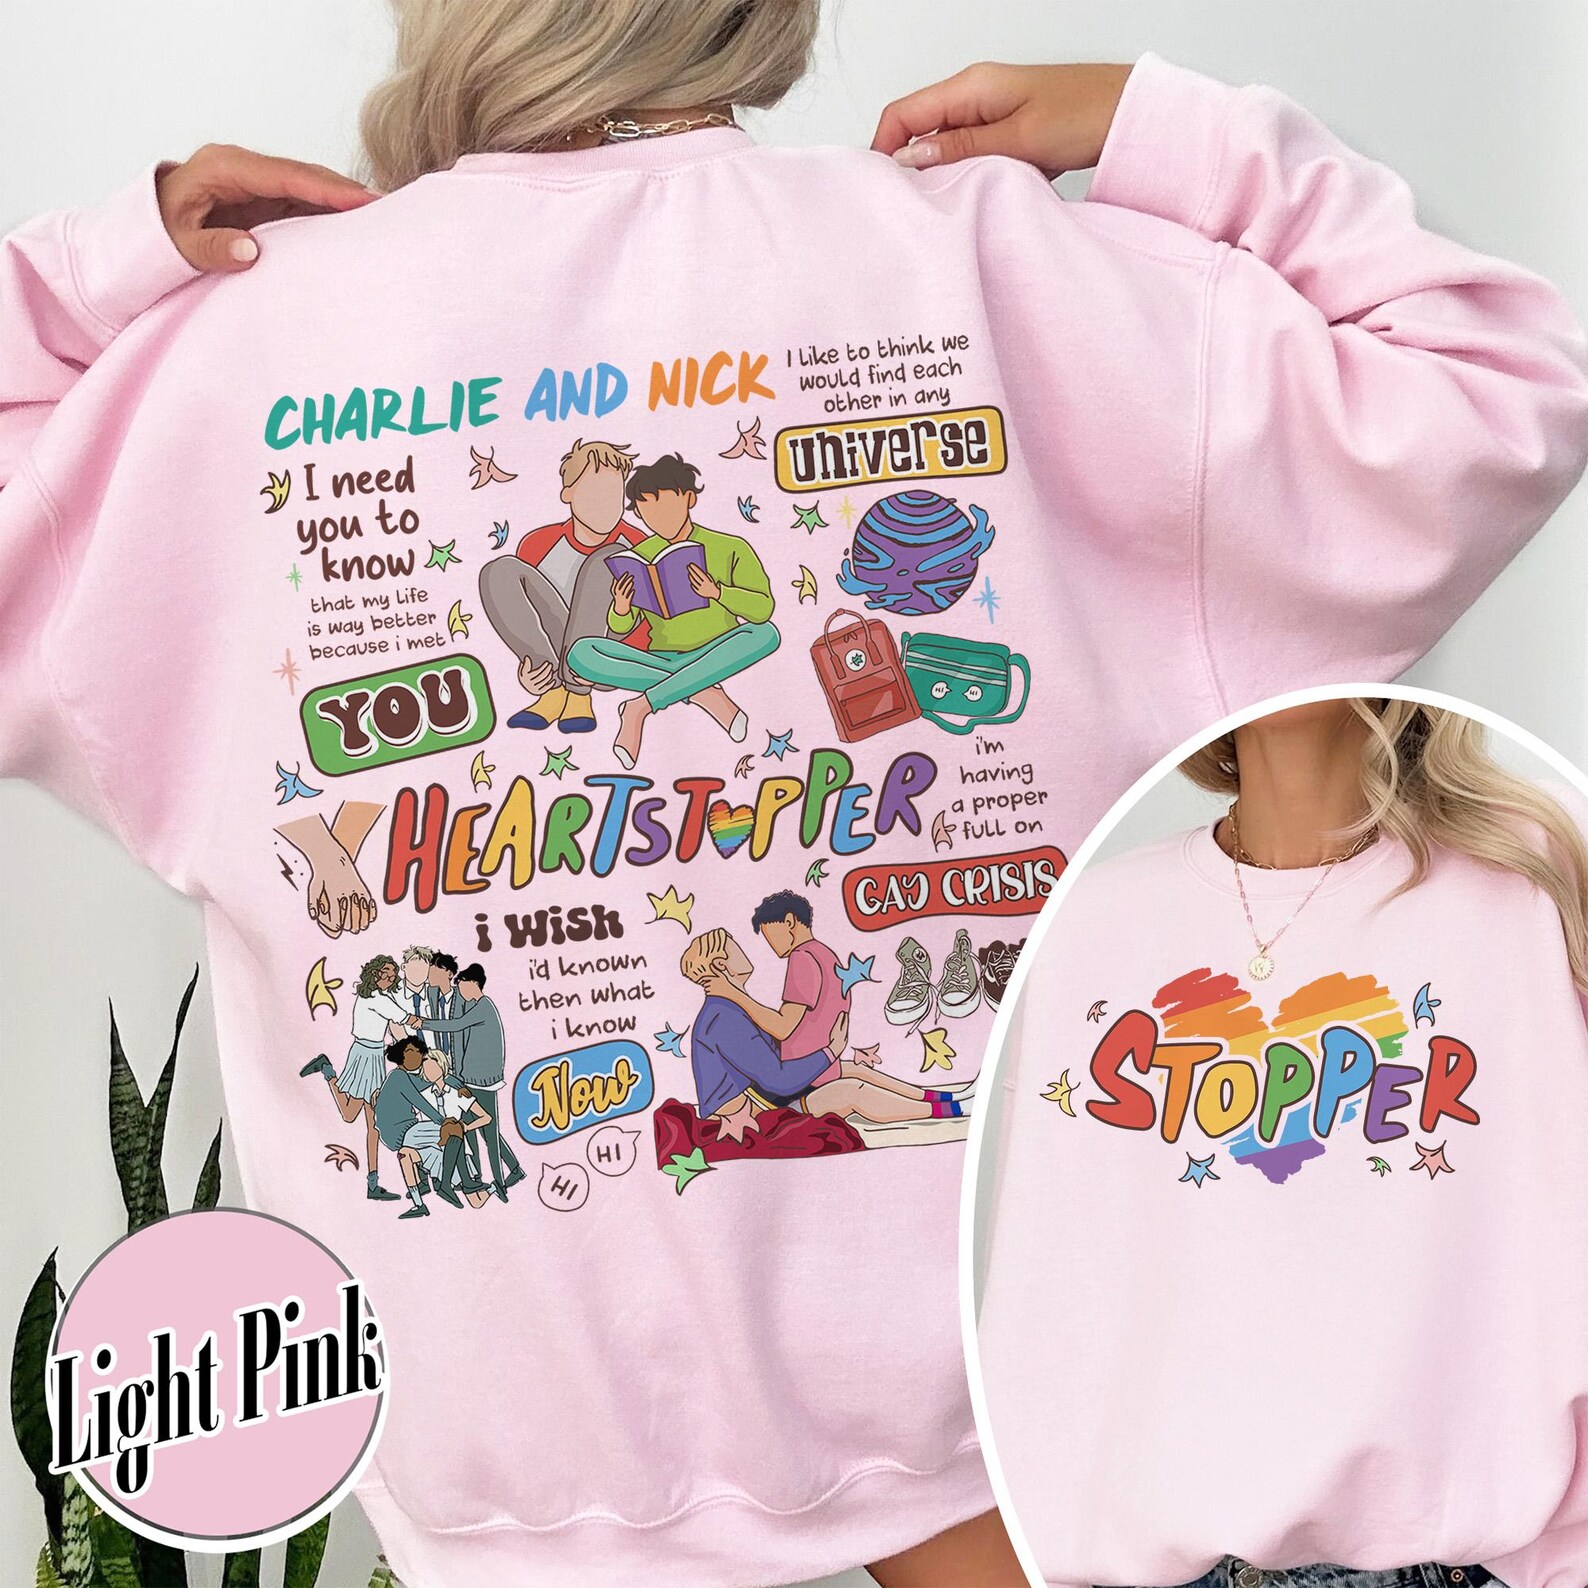 CHARLIE AND NICK
I like to think we
would find each
other in any
universe
I need
you to
know
that my life
is way better
because i met
YOU
HI HI
HEARTSTOPPER
i'm
having
a proper
full on
GAY CRISIS
i wish
i'd known
then what
i know
Now
HI
HI
STOPPER
Light Pink